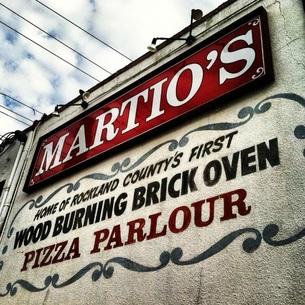 MARTIO'S
HOME OF ROCKLAND COUNTY'S FIRST
WOOD BURNING BRICK OVEN
PIZZA PARLOUR